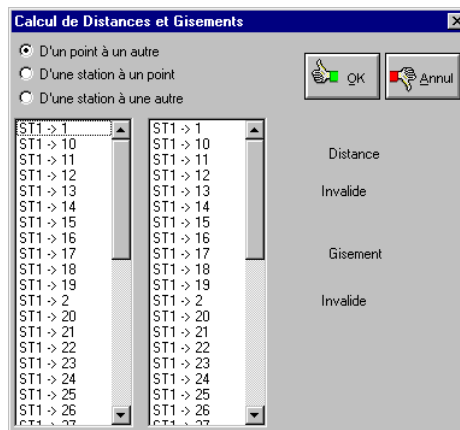 Calcul de Distances et Gisements
D'un point à un autre
D'une station à un point
D'une station à une autre
OK
Annul
ST1 -> 1
ST1 -> 10
ST1 -> 11
ST1 -> 12
ST1 -> 13
ST1 -> 14
ST1 -> 15
ST1 -> 16
ST1 -> 17
ST1 -> 18
ST1 -> 19
ST1 -> 2
ST1 -> 20
ST1 -> 21
ST1 -> 22
ST1 -> 23
ST1 -> 24
ST1 -> 25
ST1 -> 26
ST1 -> 27
ST1 -> 1
ST1 -> 10
ST1 -> 11
ST1 -> 12
ST1 -> 13
ST1 -> 14
ST1 -> 15
ST1 -> 16
ST1 -> 17
ST1 -> 18
ST1 -> 19
ST1 -> 2
ST1 -> 20
ST1 -> 21
ST1 -> 22
ST1 -> 23
ST1 -> 24
ST1 -> 25
ST1 -> 26
ST1 -> 27
Distance
Invalide
Gisement
Invalide